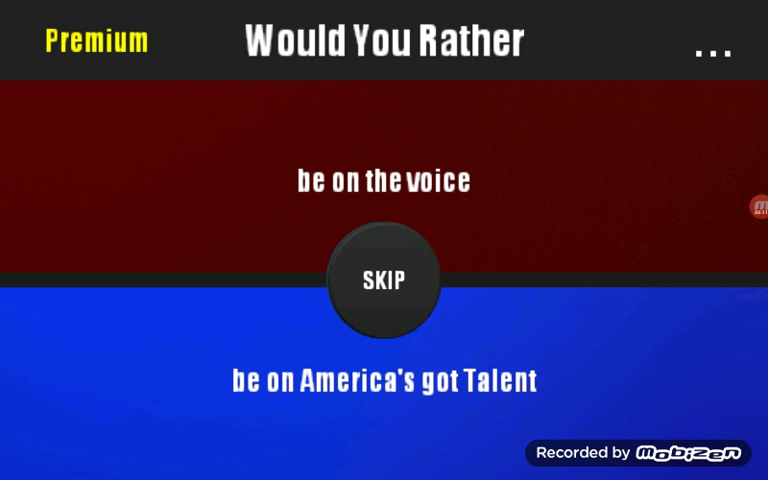 Premium
Would You Rather
...
be on the voice
SKIP
be on America's got Talent
Recorded by mobizen